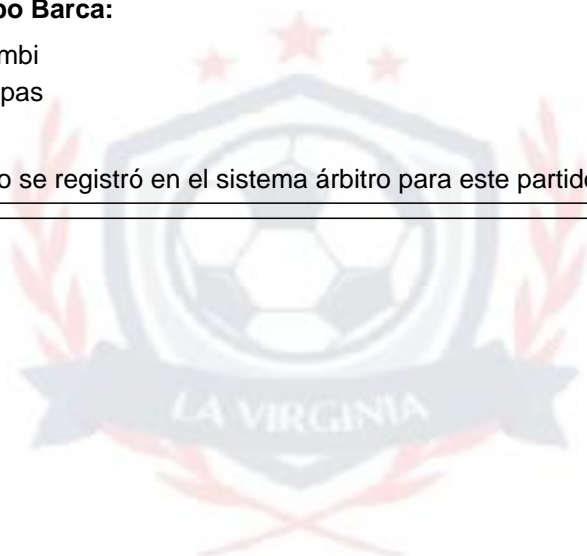 po Barca:
mbi
pas
o se registró en el sistema árbitro para este partid
LA VIRGINIA